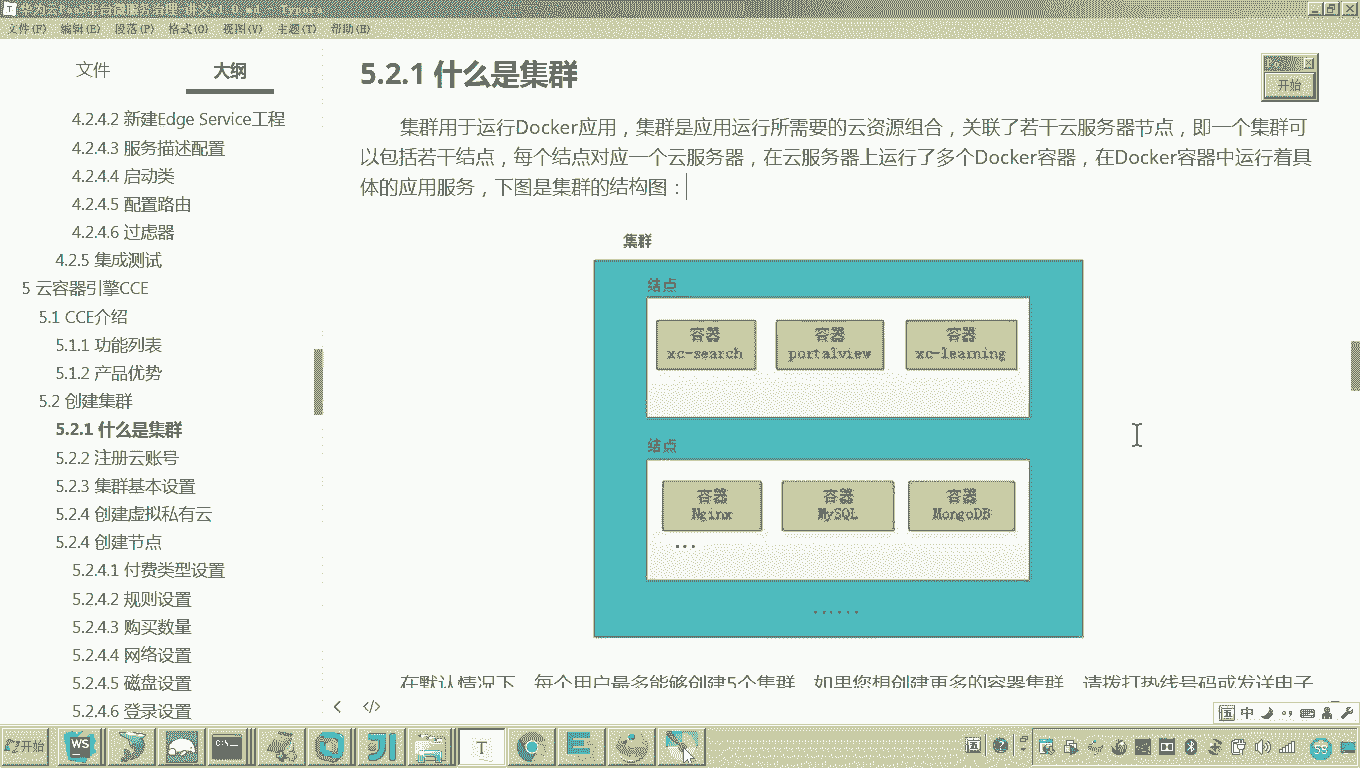 华为云PaaS平台微服务治理-讲义v1.0.md - Typora
文件(F) 编辑(E) 段落(P) 格式(O) 视图(V) 主题(T) 帮助(H)
文件 大纲
4.2.4.2 新建Edge Service工程
4.2.4.3 服务描述配置
4.2.4.4 启动类
4.2.4.5 配置路由
4.2.4.6 过虑器
4.2.5 集成测试
5 云容器引擎CCE
5.1 CCE介绍
5.1.1 功能列表
5.1.2 产品优势
5.2 创建集群
5.2.1 什么是集群
5.2.2 注册云账号
5.2.3 集群基本设置
5.2.4 创建虚拟私有云
5.2.4 创建节点
5.2.4.1 付费类型设置
5.2.4.2 规则设置
5.2.4.3 购买数量
5.2.4.4 网络设置
5.2.4.5 磁盘设置
5.2.4.6 登录设置
5.2.1 什么是集群
开始
集群用于运行Docker应用，集群是应用运行所需要的云资源组合，关联了若干云服务器节点，即一个集群可
以包括若干结点，每个结点对应一个云服务器，在云服务器上运行了多个Docker容器，在Docker容器中运行着具
体的应用服务，下图是集群的结构图：
集群
结点
容器
xc-search
容器
portalview
容器
xc-learning
结点
容器
Nginx
容器
MySQL
容器
MongoDB
...
......
在默认情况下，每个用户最多能够创建5个集群，如果您想创建更多的容器集群，请拨打热线号码或发送电子
中
开始
WS
C:\
T
53